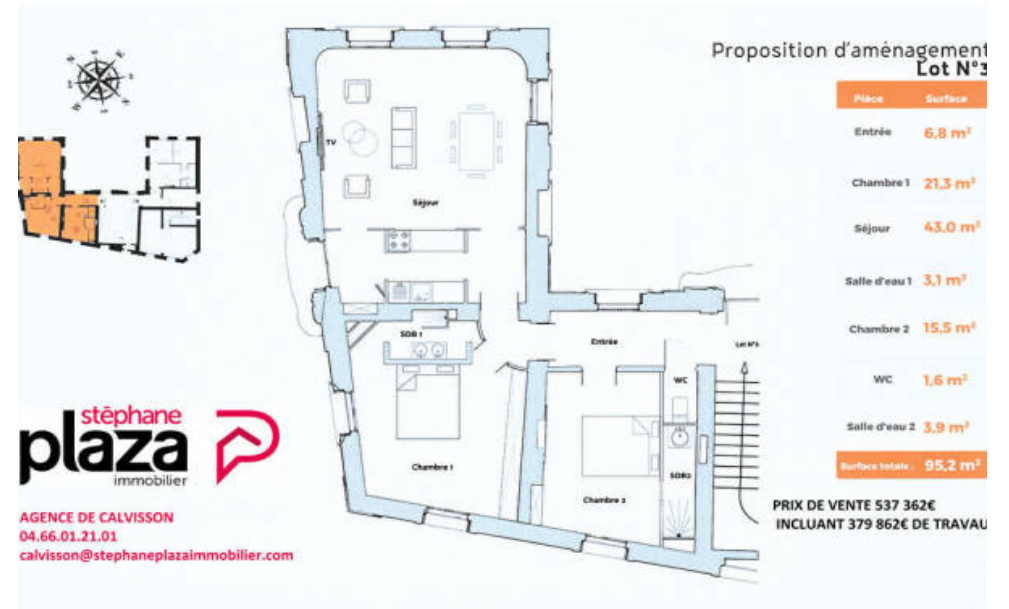 Proposition d'aménagement
Lot N°3
Pièce Surface
Entrée 6,8 m²
Chambre 1 21,3 m²
Séjour 43,0 m²
Salle d'eau 1 3,1 m²
Chambre 2 15,5 m²
WC 1,6 m²
Salle d'eau 2 3,9 m²
Surface totale : 95,2 m²
PRIX DE VENTE 537 362€
INCLUANT 379 862€ DE TRAVAU
TV
Séjour
SDB 1
Entrée
WC
Chambre 1
Chambre 2
SDB2
stéphane
plaza
immobilier
AGENCE DE CALVISSON
04.66.01.21.01
calvisson@stephaneplazaimmobilier.com